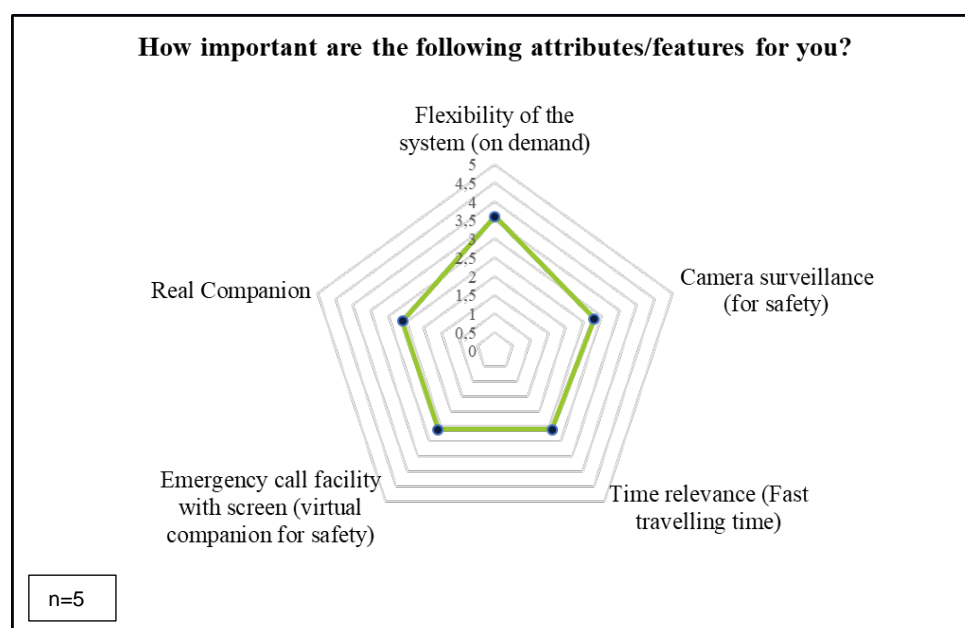 How important are the following attributes/features for you?
Flexibility of the
system (on demand)
5
4,5
4
3,5
3
2,5
2
1,5
1
0,5
0
Camera surveillance
(for safety)
Real Companion
Time relevance (Fast
travelling time)
Emergency call facility
with screen (virtual
companion for safety)
n=5